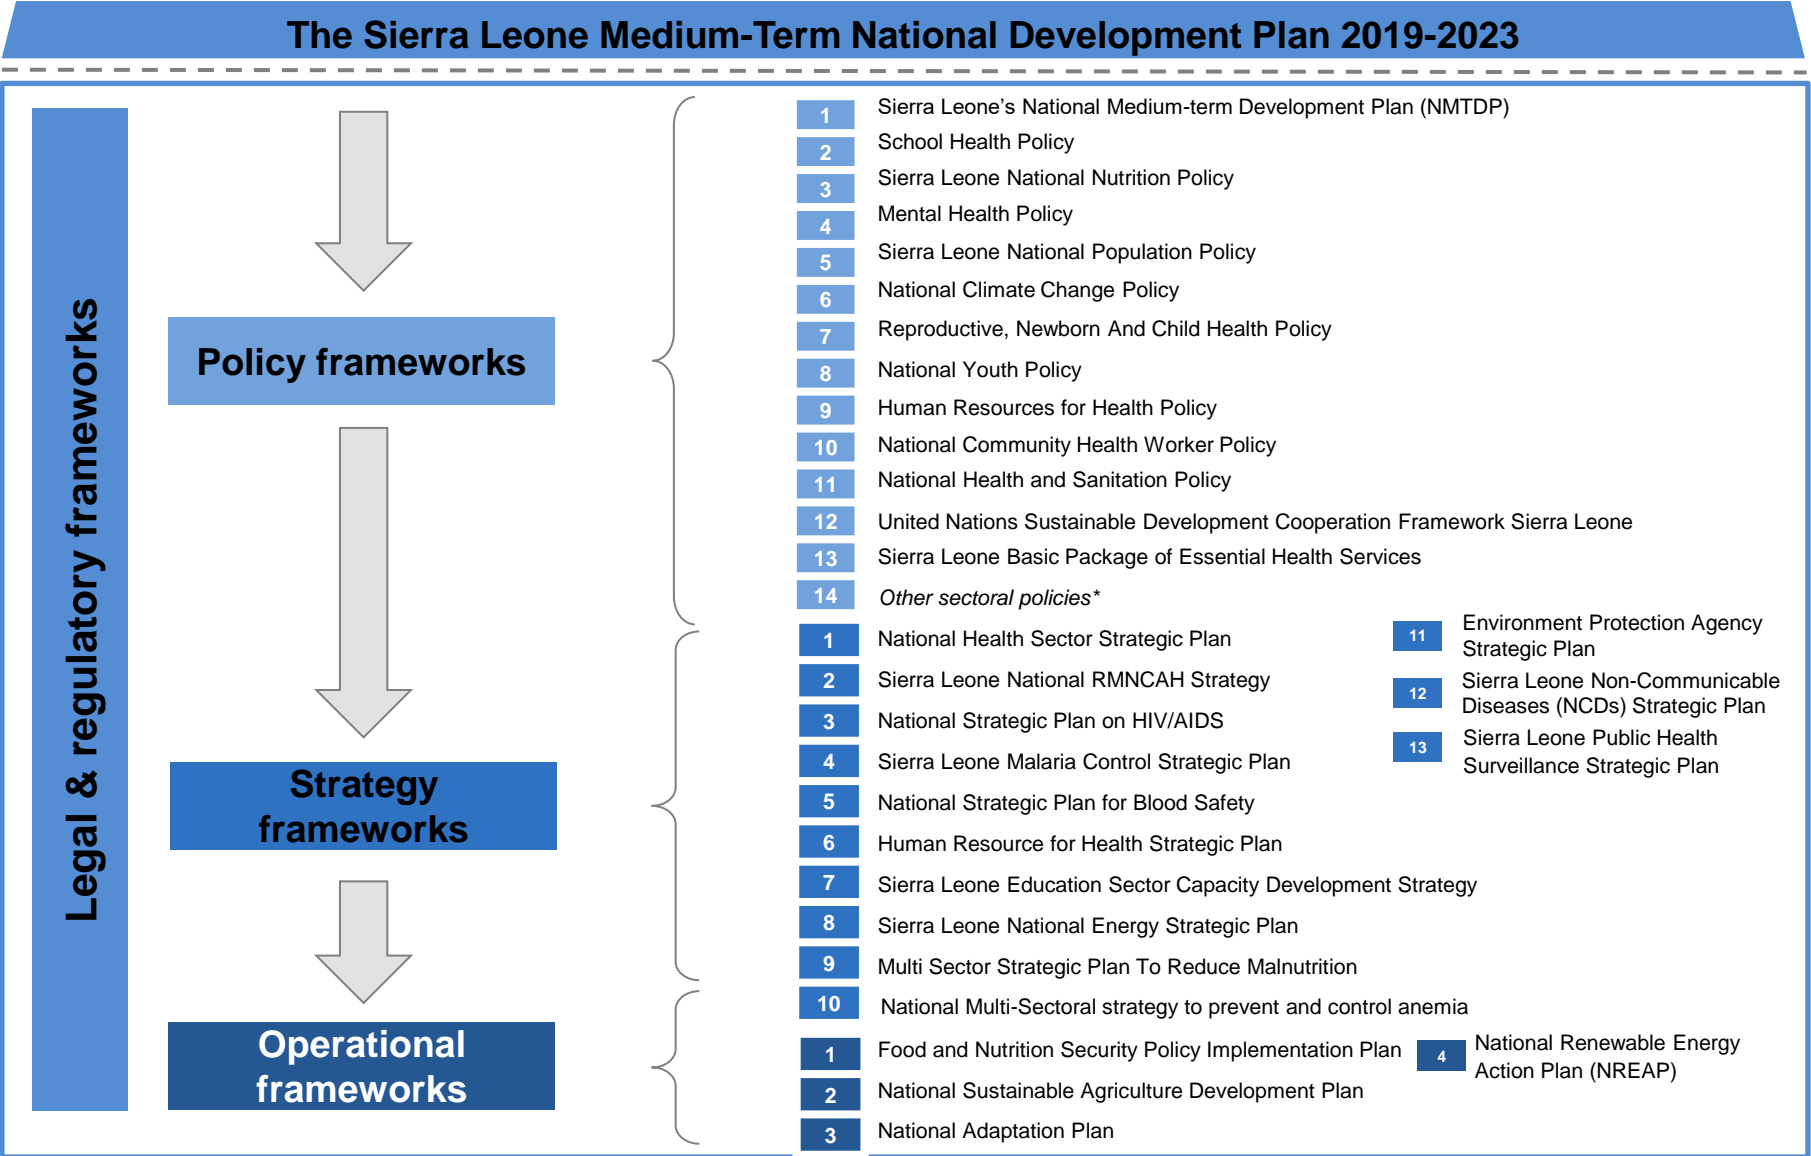 The Sierra Leone Medium-Term National Development Plan 2019-2023
Legal & regulatory frameworks
Policy frameworks
1 Sierra Leone’s National Medium-term Development Plan (NMTDP)
2 School Health Policy
3 Sierra Leone National Nutrition Policy
4 Mental Health Policy
5 Sierra Leone National Population Policy
6 National Climate Change Policy
7 Reproductive, Newborn And Child Health Policy
8 National Youth Policy
9 Human Resources for Health Policy
10 National Community Health Worker Policy
11 National Health and Sanitation Policy
12 United Nations Sustainable Development Cooperation Framework Sierra Leone
13 Sierra Leone Basic Package of Essential Health Services
14 Other sectoral policies*
Strategy
frameworks
1 National Health Sector Strategic Plan
2 Sierra Leone National RMNCAH Strategy
3 National Strategic Plan on HIV/AIDS
4 Sierra Leone Malaria Control Strategic Plan
5 National Strategic Plan for Blood Safety
6 Human Resource for Health Strategic Plan
7 Sierra Leone Education Sector Capacity Development Strategy
8 Sierra Leone National Energy Strategic Plan
9 Multi Sector Strategic Plan To Reduce Malnutrition
10 National Multi-Sectoral strategy to prevent and control anemia
11 Environment Protection Agency
Strategic Plan
12 Sierra Leone Non-Communicable
Diseases (NCDs) Strategic Plan
13 Sierra Leone Public Health
Surveillance Strategic Plan
Operational
frameworks
1 Food and Nutrition Security Policy Implementation Plan
2 National Sustainable Agriculture Development Plan
3 National Adaptation Plan
4 National Renewable Energy
Action Plan (NREAP)